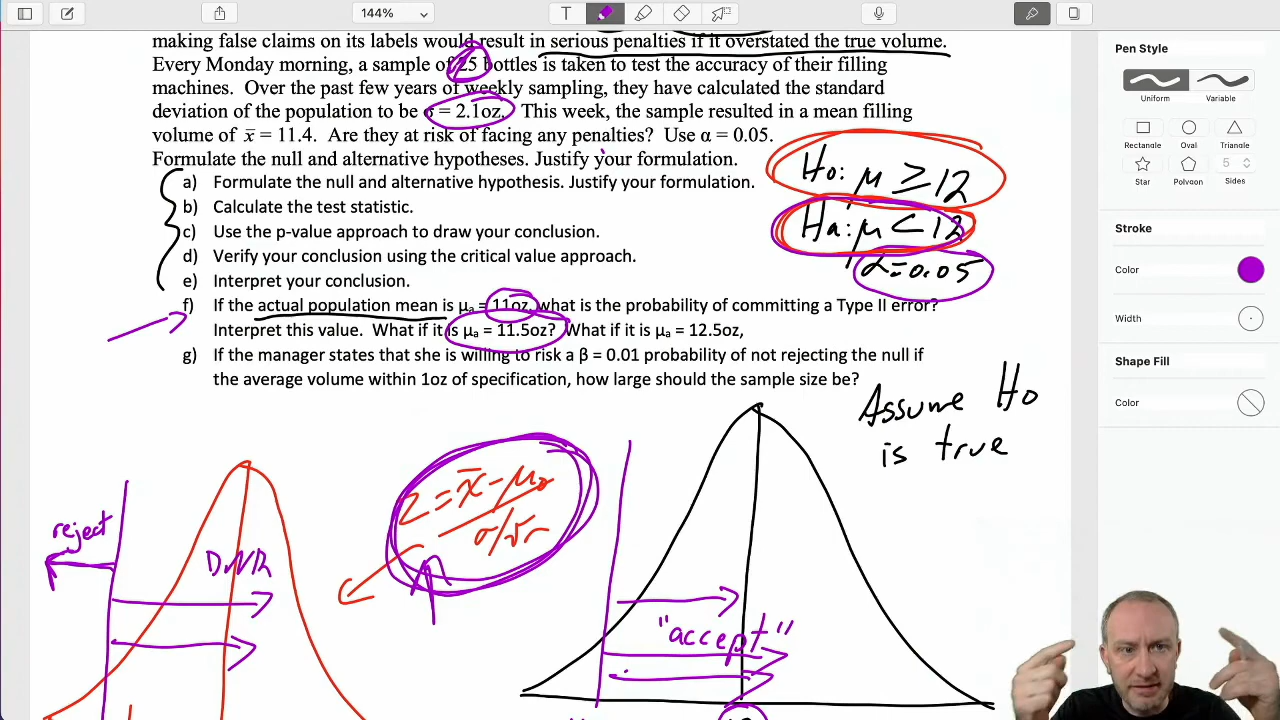 144%
T
making false claims on its labels would result in serious penalties if it overstated the true volume.
Every Monday morning, a sample of 25 bottles is taken to test the accuracy of their filling
machines. Over the past few years of weekly sampling, they have calculated the standard
deviation of the population to be σ = 2.1oz. This week, the sample resulted in a mean filling
volume of x̅ = 11.4. Are they at risk of facing any penalties? Use α = 0.05.
Formulate the null and alternative hypotheses. Justify your formulation.
a) Formulate the null and alternative hypothesis. Justify your formulation.
b) Calculate the test statistic.
c) Use the p-value approach to draw your conclusion.
d) Verify your conclusion using the critical value approach.
e) Interpret your conclusion.
f) If the actual population mean is μₐ = 11oz, what is the probability of committing a Type II error?
Interpret this value. What if it is μₐ = 11.5oz? What if it is μₐ = 12.5oz,
g) If the manager states that she is willing to risk a β = 0.01 probability of not rejecting the null if
the average volume within 1oz of specification, how large should the sample size be?
Ho: μ ≥ 12
Ha: μ < 12
α = 0.05
Assume Ho
is true
reject
DNR
Z = x̅ - μ₀
σ/√n
"accept"
Pen Style
Uniform
Variable
Rectangle
Oval
Triangle
Star
Polygon
5
Sides
Stroke
Color
Width
Shape Fill
Color